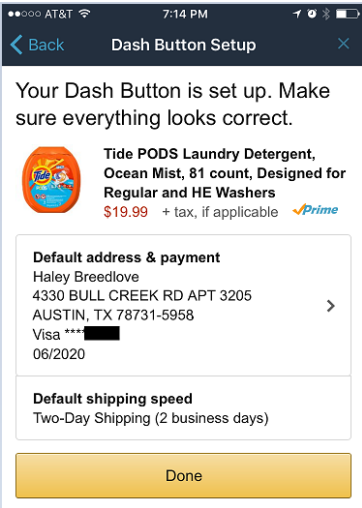 AT&T 7:14 PM
Back Dash Button Setup
Your Dash Button is set up. Make
sure everything looks correct.
Tide
Tide PODS Laundry Detergent,
Ocean Mist, 81 count, Designed for
Regular and HE Washers
$19.99 + tax, if applicable Prime
Default address & payment
Haley Breedlove
4330 BULL CREEK RD APT 3205
AUSTIN, TX 78731-5958
Visa ****
06/2020
Default shipping speed
Two-Day Shipping (2 business days)
Done